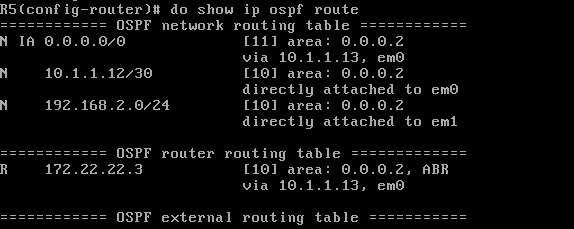 R5(config-router)# do show ip ospf route
============ OSPF network routing table ============
N IA 0.0.0.0/0 [11] area: 0.0.0.2
via 10.1.1.13, em0
N 10.1.1.12/30 [10] area: 0.0.0.2
directly attached to em0
N 192.168.2.0/24 [10] area: 0.0.0.2
directly attached to em1
============ OSPF router routing table =============
R 172.22.22.3 [10] area: 0.0.0.2, ABR
via 10.1.1.13, em0
============ OSPF external routing table ===========